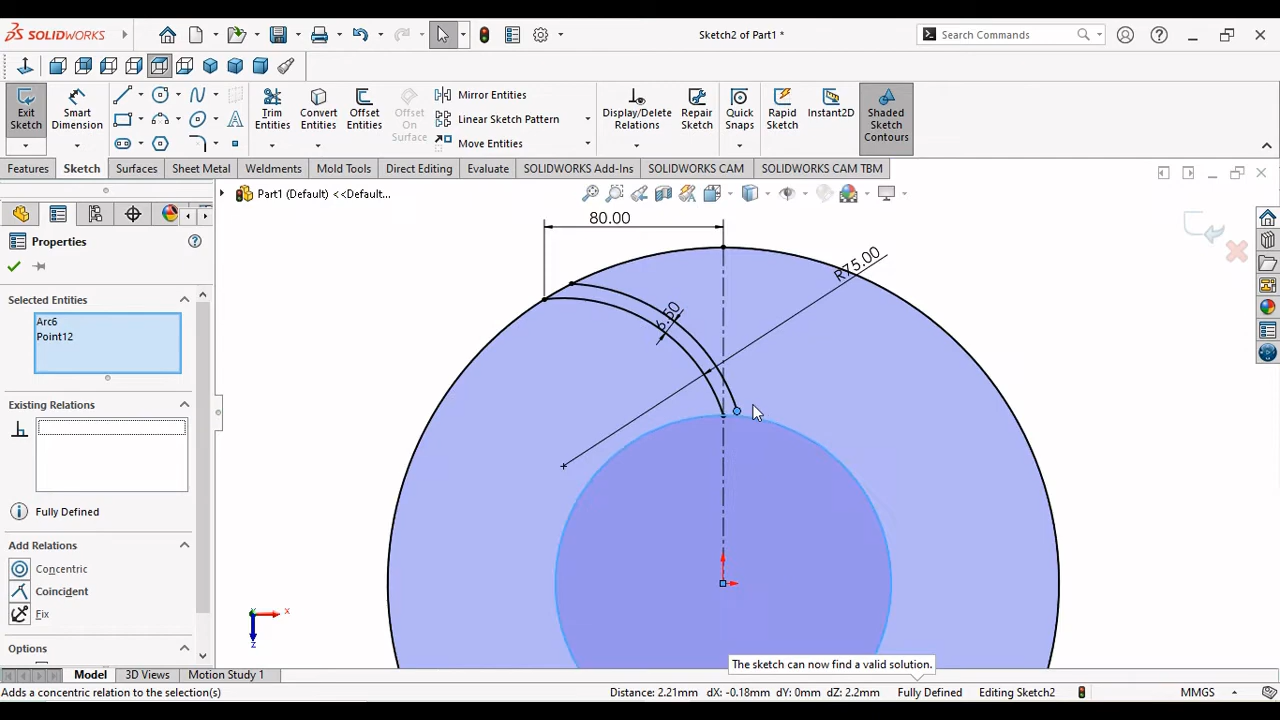 SOLIDWORKS
Sketch2 of Part1 *
Search Commands
Exit Sketch
Smart Dimension
Trim Entities
Convert Entities
Offset Entities
Offset On Surface
Mirror Entities
Linear Sketch Pattern
Move Entities
Display/Delete Relations
Repair Sketch
Quick Snaps
Rapid Sketch
Instant2D
Shaded Sketch Contours
Features
Sketch
Surfaces
Sheet Metal
Weldments
Mold Tools
Direct Editing
Evaluate
SOLIDWORKS Add-Ins
SOLIDWORKS CAM
SOLIDWORKS CAM TBM
Part1 (Default) <<Default...
Properties
Selected Entities
Arc6
Point12
Existing Relations
Fully Defined
Add Relations
Concentric
Coincident
Fix
Options
80.00
R75.00
6.50
Y
X
Z
The sketch can now find a valid solution.
Model
3D Views
Motion Study 1
Adds a concentric relation to the selection(s)
Distance: 2.21mm dX: -0.18mm dY: 0mm dZ: 2.2mm
Fully Defined
Editing Sketch2
MMGS